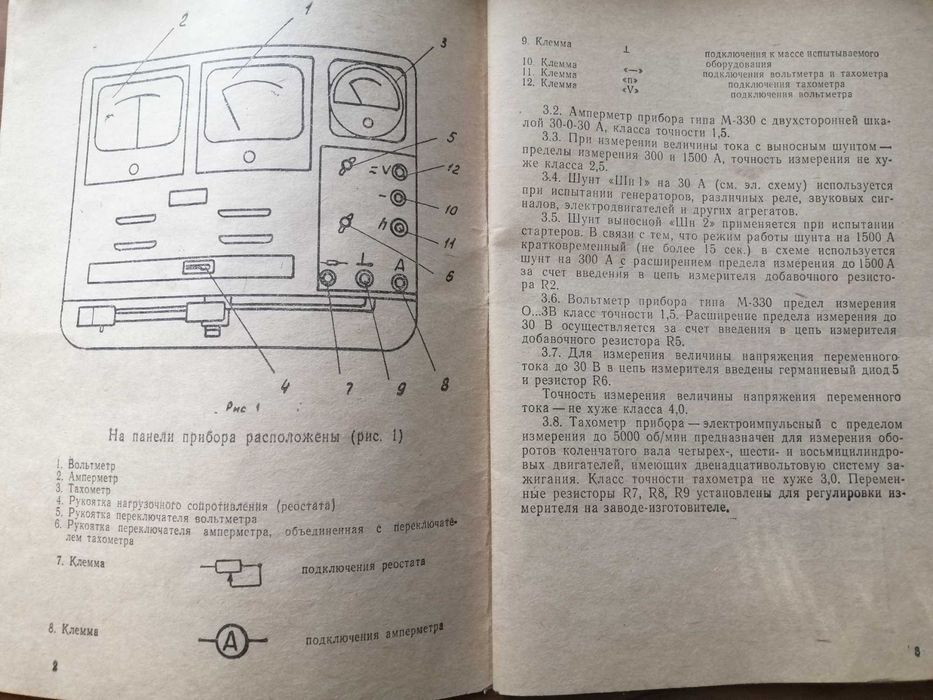 2
1
3
5
= V
12
−
10
n
11
6
⊥
A
4
7
9
8
Рис 1
На панели прибора расположены (рис. 1)
1. Вольтметр
2. Амперметр
3. Тахометр
4. Рукоятка нагрузочного сопротивления (реостата)
5. Рукоятка переключателя вольтметра
6. Рукоятка переключателя амперметра, объединенная с переключате-
лем тахометра
7. Клемма подключения реостата
8. Клемма A подключения амперметра
2
9. Клемма ⊥ подключения к массе испытываемого
оборудования
10. Клемма «—» подключения вольтметра и тахометра
11. Клемма «n» подключения тахометра
12. Клемма «V» подключения вольтметра
3.2. Амперметр прибора типа М-330 с двухсторонней шка-
лой 30-0-30 А, класса точности 1,5.
3.3. При измерении величины тока с выносным шунтом —
пределы измерения 300 и 1500 А, точность измерения не ху-
же класса 2,5.
3.4. Шунт «Шн 1» на 30 А (см. эл. схему) используется
при испытании генераторов, различных реле, звуковых сиг-
налов, электродвигателей и других агрегатов.
3.5. Шунт выносной «Шн 2» применяется при испытании
стартеров. В связи с тем, что режим работы шунта на 1500 А
кратковременный (не более 15 сек.) в схеме используется
шунт на 300 А с расширением предела измерения до 1500 А
за счет введения в цепь измерителя добавочного резисто-
ра R2.
3.6. Вольтметр прибора типа М-330 предел измерения
О...3В класс точности 1,5. Расширение предела измерения до
30 В осуществляется за счет введения в цепь измерителя
добавочного резистора R5.
3.7. Для измерения величины напряжения переменного
тока до 30 В в цепь измерителя введены германиевый диод 5
и резистор R6.
Точность измерения величины напряжения переменного
тока — не хуже класса 4,0.
3.8. Тахометр прибора — электроимпульсный с пределом
измерения до 5000 об/мин предназначен для измерения обо-
ротов коленчатого вала четырех-, шести- и восьмицилиндро-
вых двигателей, имеющих двенадцативольтовую систему за-
жигания. Класс точности тахометра не хуже 3,0. Перемен-
ные резисторы R7, R8, R9 установлены для регулировки из-
мерителя на заводе-изготовителе.
3